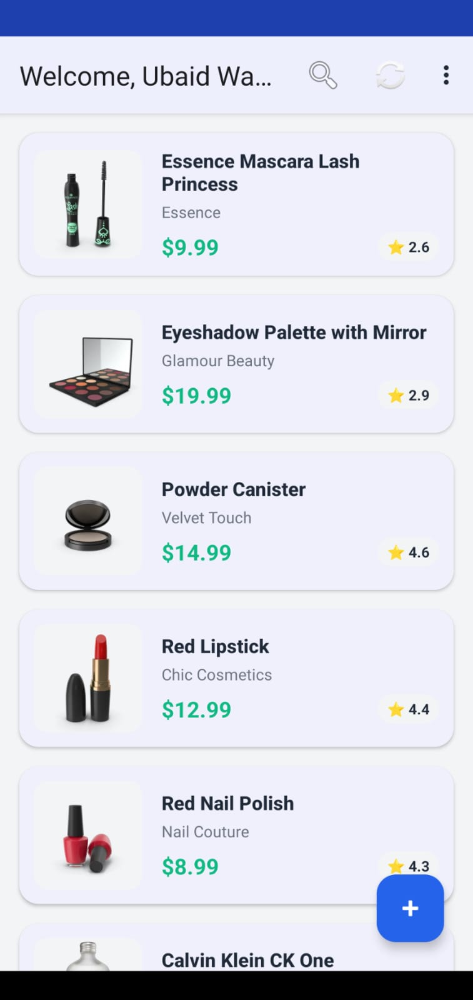 Welcome, Ubaid Wa...
Essence Mascara Lash
Princess
Essence
$9.99
⭐ 2.6
Eyeshadow Palette with Mirror
Glamour Beauty
$19.99
⭐ 2.9
Powder Canister
Velvet Touch
$14.99
⭐ 4.6
Red Lipstick
Chic Cosmetics
$12.99
⭐ 4.4
Red Nail Polish
Nail Couture
$8.99
⭐ 4.3
+
Calvin Klein CK One